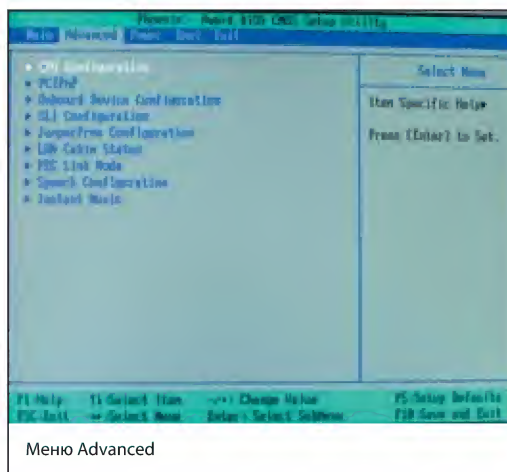 Phoenix - Award BIOS CMOS Setup Utility
Main Advanced Power Boot Exit
CPU Configuration
PCIPnP
Onboard Device Configuration
SLI Configuration
JumperFree Configuration
LAN Cable Status
PEG Link Mode
Speech Configuration
Instant Music
Select Menu
Item Specific Help
Press [Enter] to Set.
F1:Help ↑↓:Select Item -/+: Change Value F5:Setup Defaults
ESC:Exit ↔:Select Menu Enter: Select SubMenu F10:Save and Exit
Меню Advanced